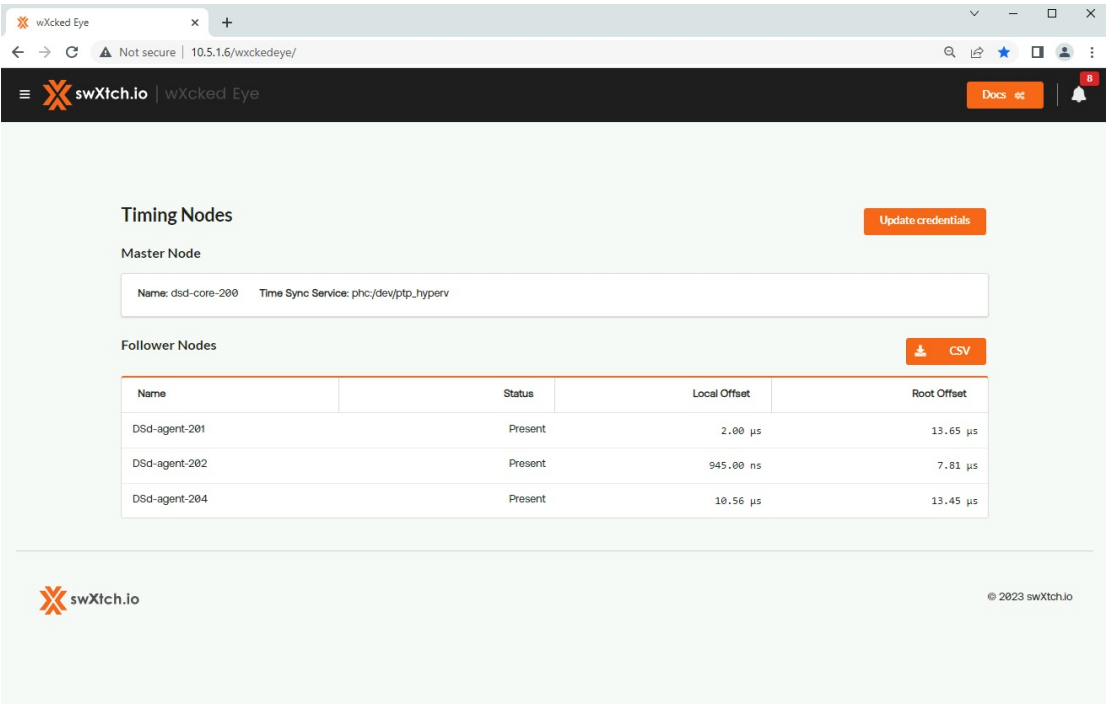 wXcked Eye
Not secure | 10.5.1.6/wxckedeye/
swXtch.io | wXcked Eye
Docs
8
Timing Nodes
Update credentials
Master Node
Name: dsd-core-200 Time Sync Service: phc:/dev/ptp_hyperv
Follower Nodes
CSV
Name Status Local Offset Root Offset
DSd-agent-201 Present 2.00 µs 13.65 µs
DSd-agent-202 Present 945.00 ns 7.81 µs
DSd-agent-204 Present 10.56 µs 13.45 µs
swXtch.io
© 2023 swXtch.io